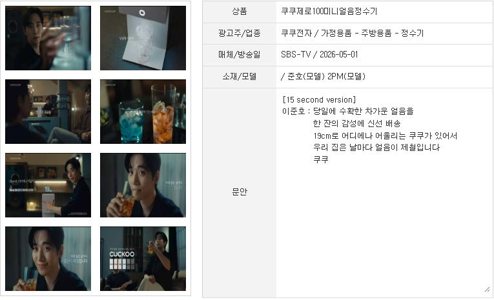 상품 쿠쿠제로100미니얼음정수기
광고주/업종 쿠쿠전자 / 가정용품 - 주방용품 - 정수기
매체/방송일 SBS-TV / 2026-05-01
소재/모델 / 준호(모델) 2PM(모델)
문안
[15 second version]
이준호 : 당일에 수확한 차가운 얼음을
한 잔의 감성에 신선 배송
19cm로 어디에나 어울리는 쿠쿠가 있어서
우리 집은 날마다 얼음이 제철입니다
쿠쿠
CUCKOO